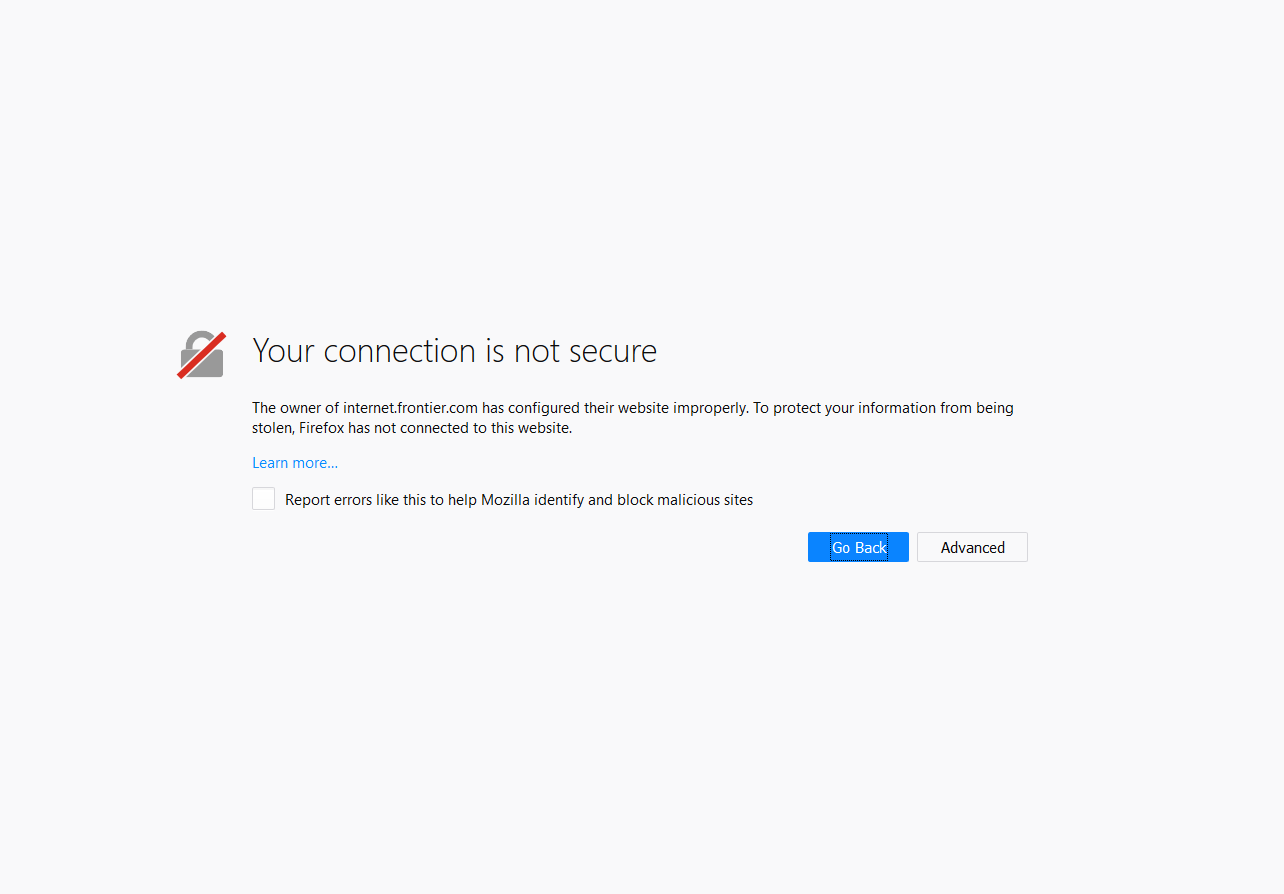 Your connection is not secure
The owner of internet.frontier.com has configured their website improperly. To protect your information from being
stolen, Firefox has not connected to this website.
Learn more…
Report errors like this to help Mozilla identify and block malicious sites
Go Back
Advanced